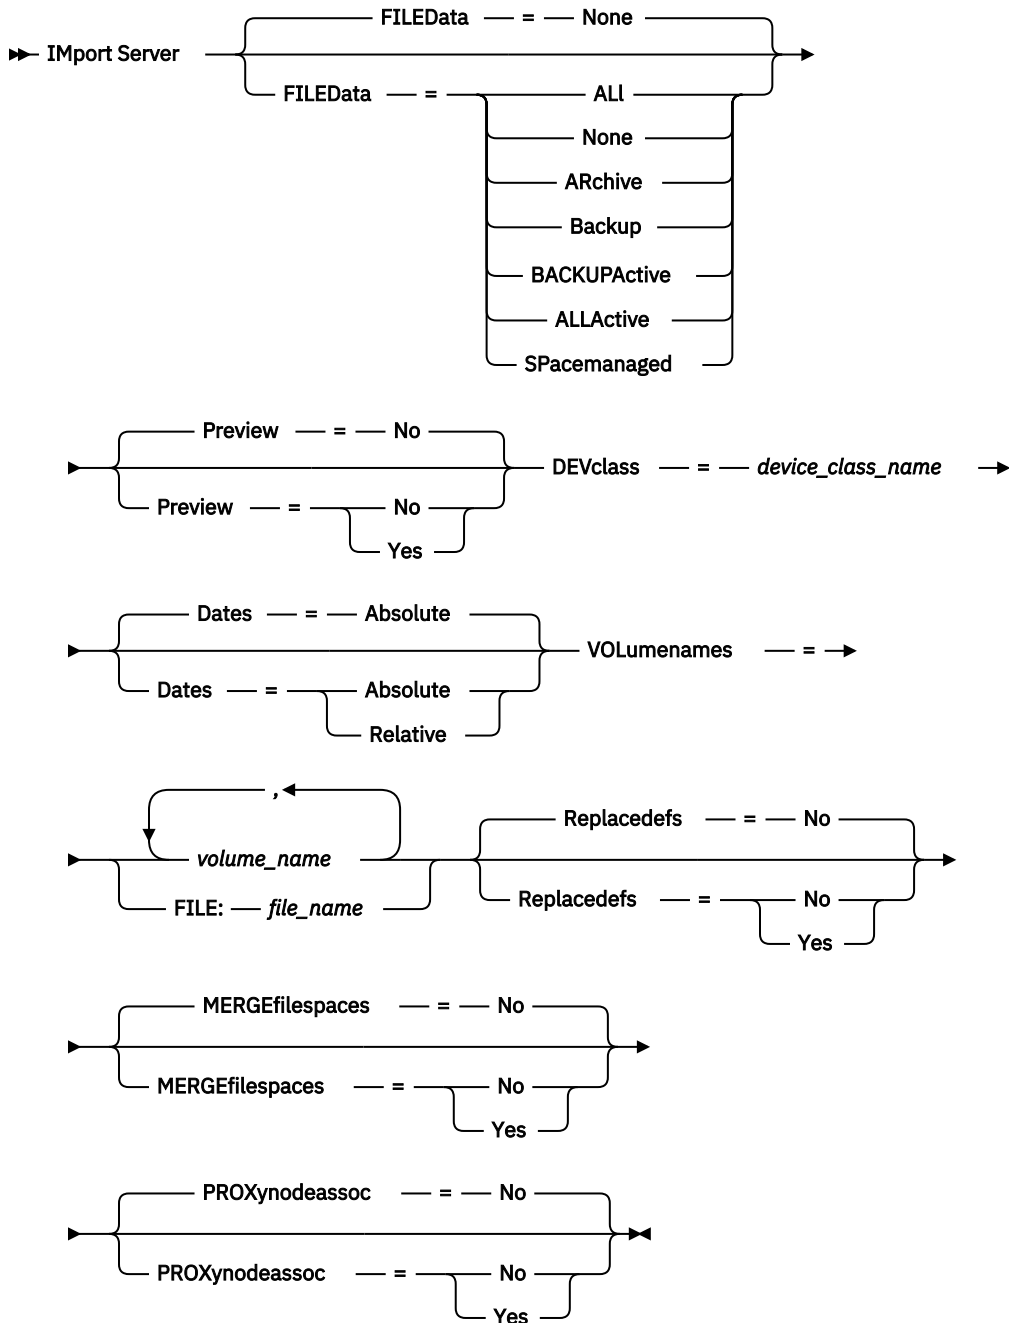 FILEData = None
IMport Server
FILEData = ALl
None
ARchive
Backup
BACKUPActive
ALLActive
SPacemanaged
Preview = No
DEVclass = device_class_name
Preview = No
Yes
Dates = Absolute
VOLumenames =
Dates = Absolute
Relative
,
volume_name
FILE: file_name
Replacedefs = No
Replacedefs = No
Yes
MERGEfilespaces = No
MERGEfilespaces = No
Yes
PROXynodeassoc = No
PROXynodeassoc = No
Yes